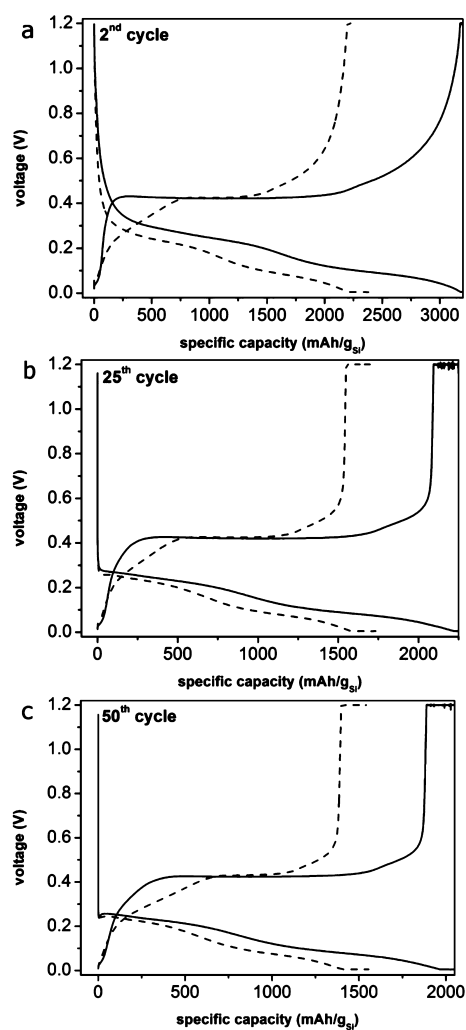 a
2nd cycle
1.2
1.0
0.8
0.6
0.4
0.2
0.0
voltage (V)
0 500 1000 1500 2000 2500 3000
specific capacity (mAh/gSi)
b
25th cycle
1.2
1.0
0.8
0.6
0.4
0.2
0.0
voltage (V)
0 500 1000 1500 2000
specific capacity (mAh/gSi)
c
50th cycle
1.2
1.0
0.8
0.6
0.4
0.2
0.0
voltage (V)
0 500 1000 1500 2000
specific capacity (mAh/gSi)